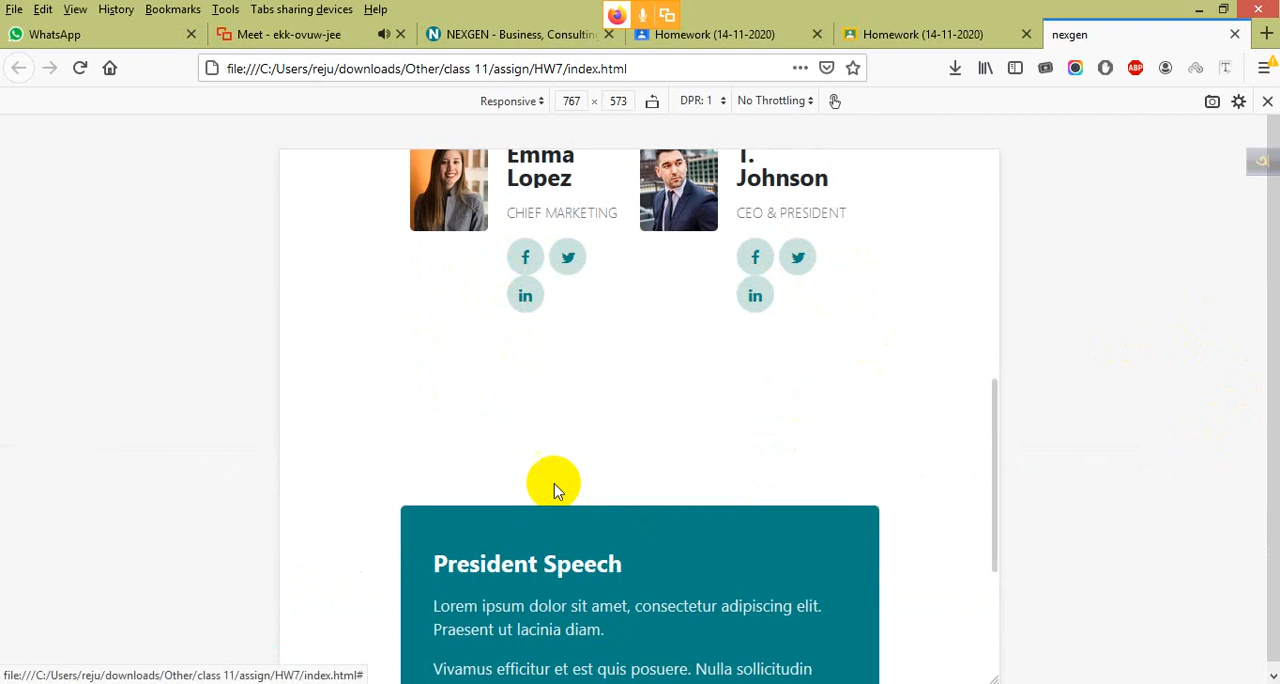 File Edit View History Bookmarks Tools Tabs sharing devices Help
WhatsApp
Meet - ekk-ovuw-jee
NEXGEN - Business, Consulting
Homework (14-11-2020)
Homework (14-11-2020)
nexgen
file:///C:/Users/reju/downloads/Other/class 11/assign/HW7/index.html
ABP
Responsive 767 × 573 DPR: 1 No Throttling
Emma
Lopez
CHIEF MARKETING
T.
Johnson
CEO & PRESIDENT
President Speech
Lorem ipsum dolor sit amet, consectetur adipiscing elit.
Praesent ut lacinia diam.
Vivamus efficitur et est quis posuere. Nulla sollicitudin
file:///C:/Users/reju/downloads/Other/class 11/assign/HW7/index.html#